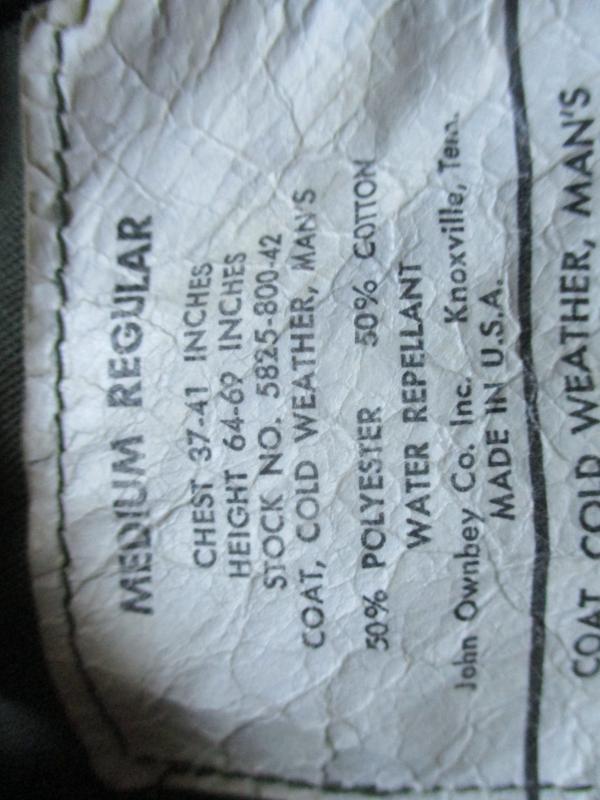 MEDIUM REGULAR
CHEST 37-41 INCHES
HEIGHT 64-69 INCHES
STOCK NO. 5825-800-42
COAT, COLD WEATHER, MAN'S
50% POLYESTER 50% COTTON
WATER REPELLANT
John Ownbey Co. Inc. Knoxville, Tenn.
MADE IN U.S.A.
COAT COLD WEATHER, MAN'S